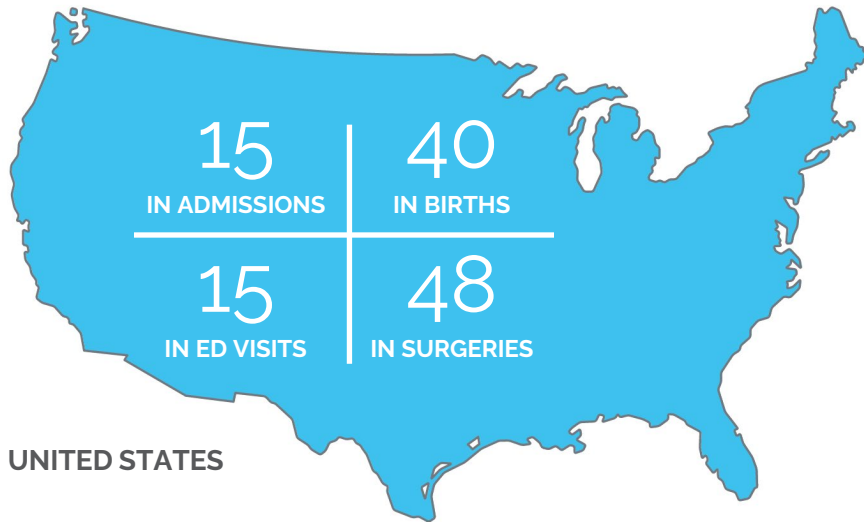 15
IN ADMISSIONS
40
IN BIRTHS
15
IN ED VISITS
48
IN SURGERIES
UNITED STATES